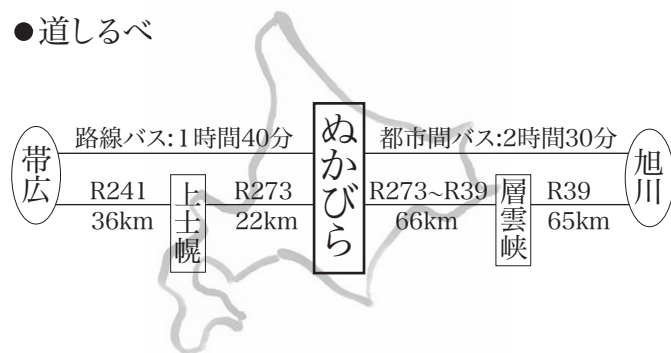 ●道しるべ
路線バス:1時間40分
都市間バス:2時間30分
帯広
R241
36km
上士幌
R273
22km
ぬかびら
R273~R39
66km
層雲峡
R39
65km
旭川